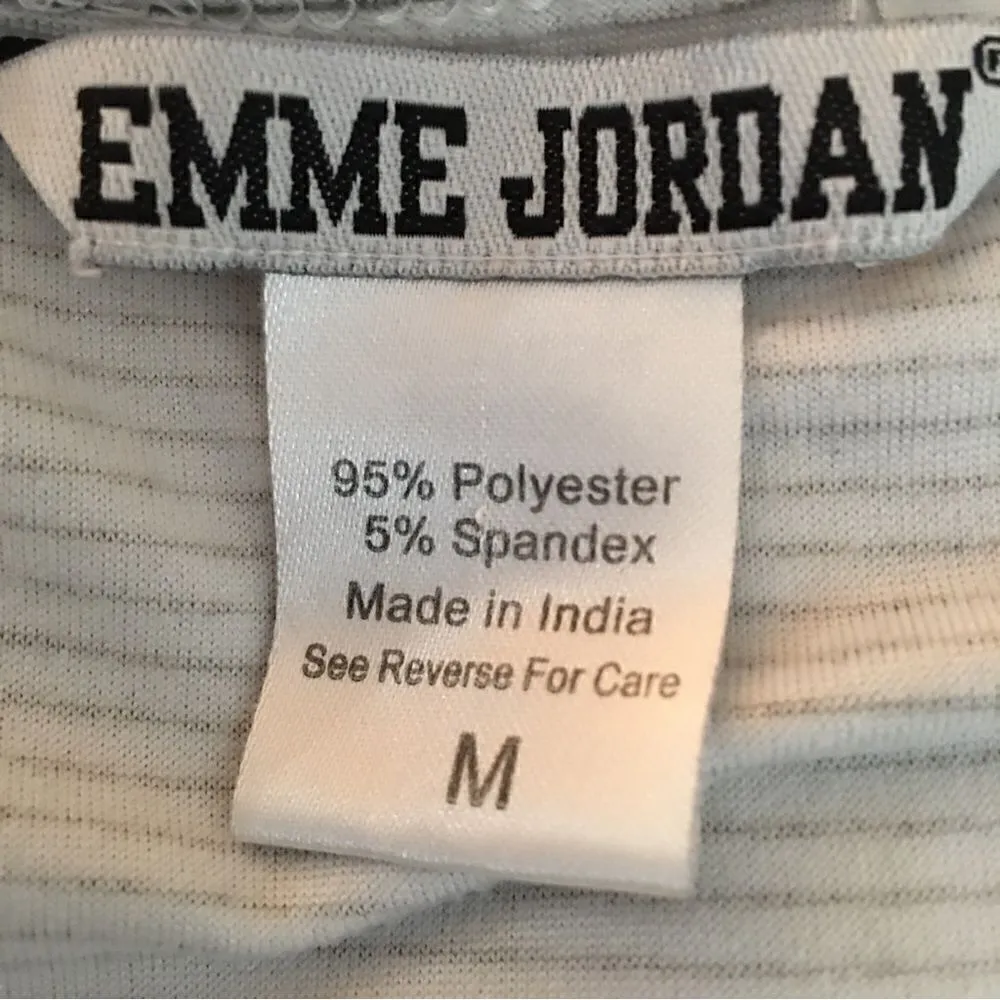 EMME JORDAN®
95% Polyester
5% Spandex
Made in India
See Reverse For Care
M